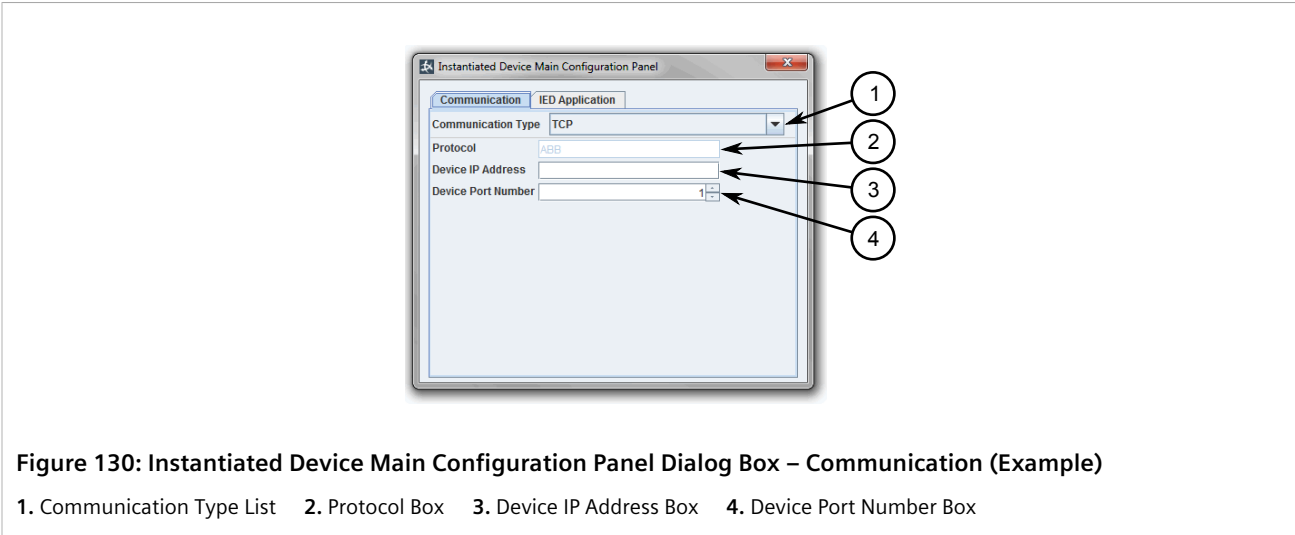 Instantiated Device Main Configuration Panel
Communication IED Application
1
Communication Type TCP
2
Protocol ABB
Device IP Address
3
Device Port Number 1
4
Figure 130: Instantiated Device Main Configuration Panel Dialog Box – Communication (Example)
1. Communication Type List 2. Protocol Box 3. Device IP Address Box 4. Device Port Number Box